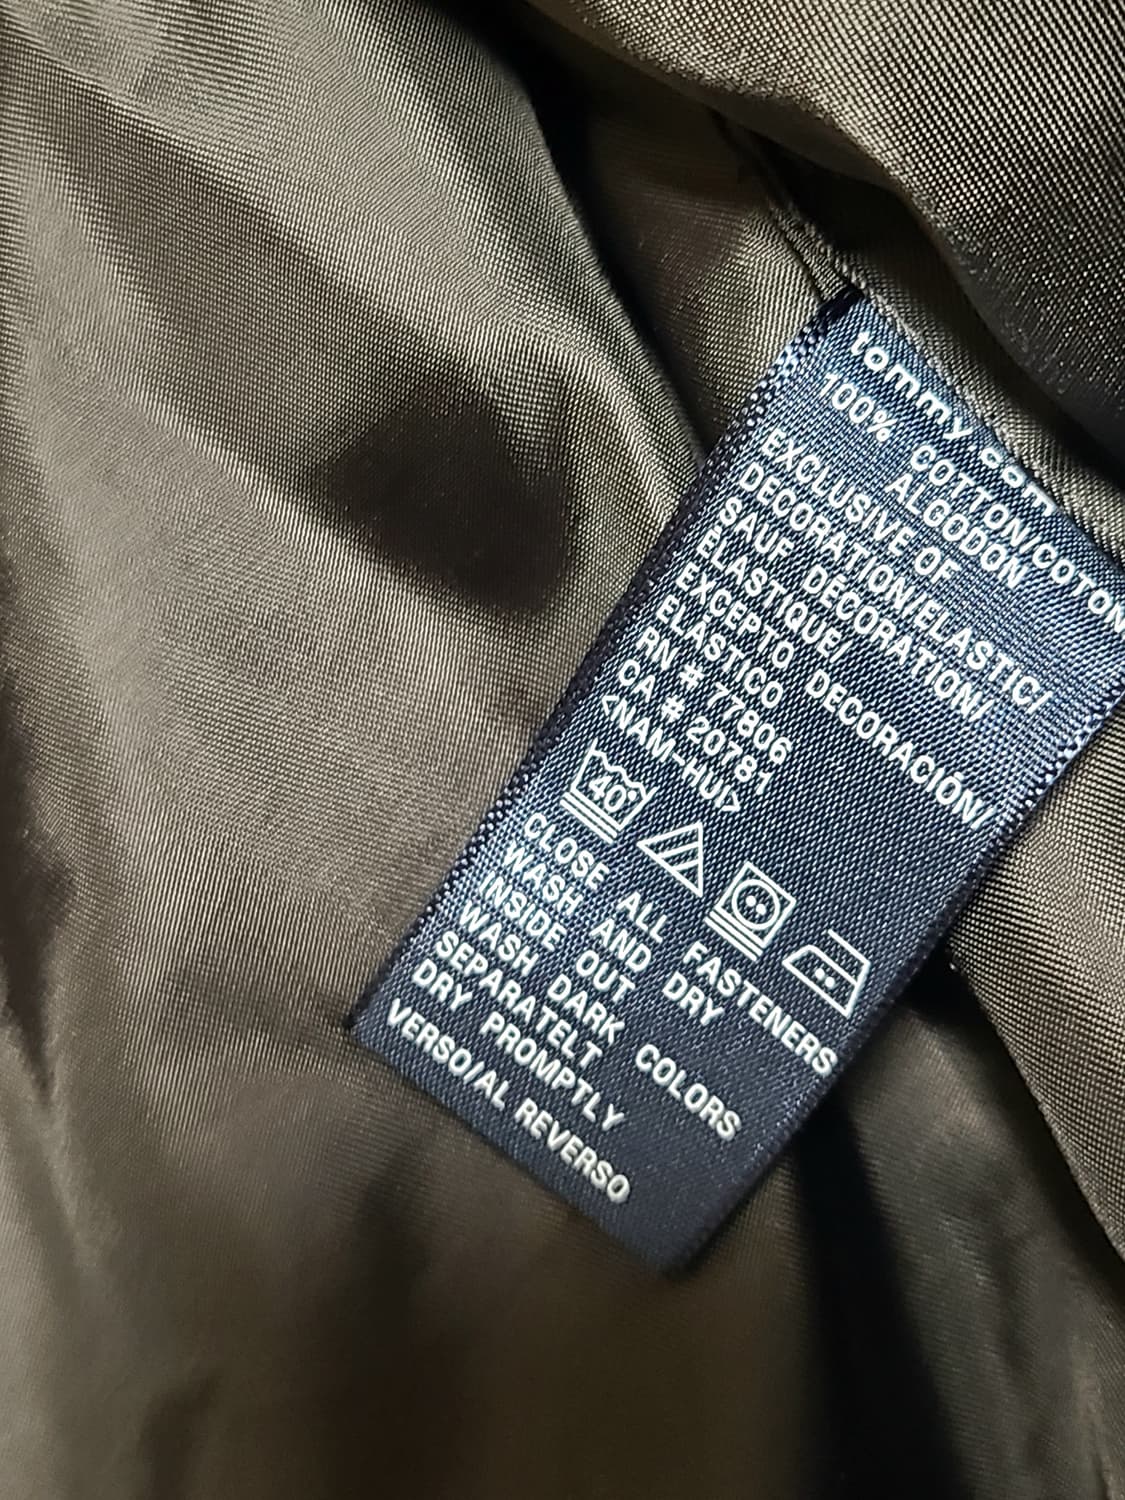 tommy.com
100% COTTON/COTON
ALGODON
EXCLUSIVE OF
DECORATION/ELASTIC/
SAUF DÉCORATION/
ÉLASTIQUE/
EXCEPTO DECORACIÓN/
ELÁSTICO
RN # 77806
CA # 20781
<NAM-HUI>
40°
CLOSE ALL FASTENERS
WASH AND DRY
INSIDE OUT
WASH DARK COLORS
SEPARATELT
DRY PROMPTLY
VERSO/AL REVERSO